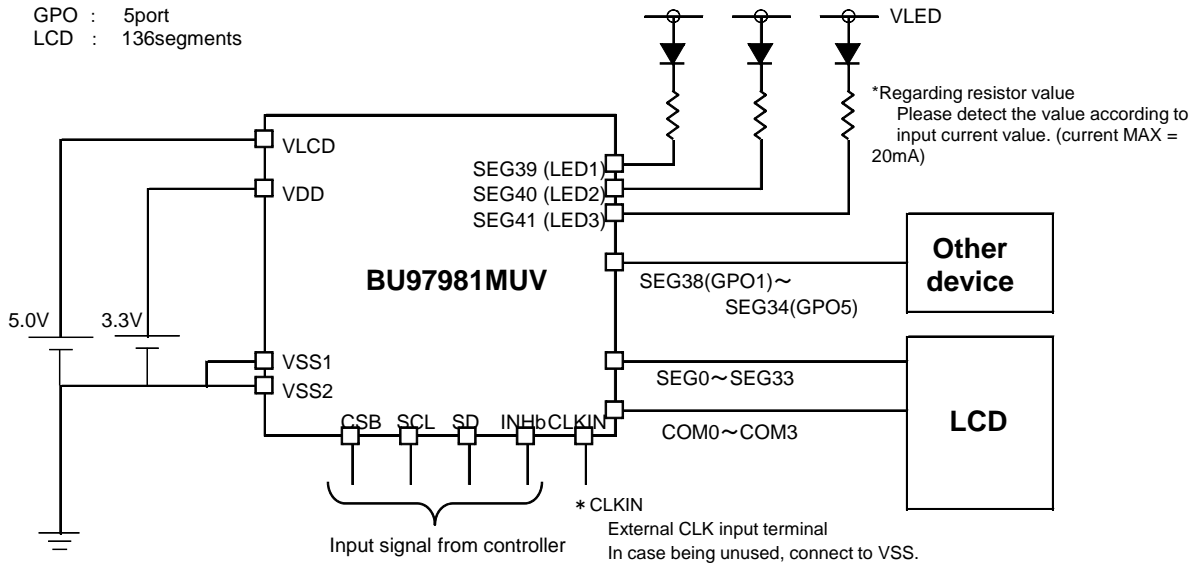 GPO : 5port
LCD : 136segments
VLED
*Regarding resistor value
Please detect the value according to
input current value. (current MAX =
20mA)
VLCD
VDD
SEG39 (LED1)
SEG40 (LED2)
SEG41 (LED3)
BU97981MUV
SEG38(GPO1)～
SEG34(GPO5)
Other
device
5.0V
3.3V
VSS1
VSS2
SEG0～SEG33
COM0～COM3
LCD
CSB SCL SD INHb CLKIN
Input signal from controller
＊CLKIN
External CLK input terminal
In case being unused, connect to VSS.